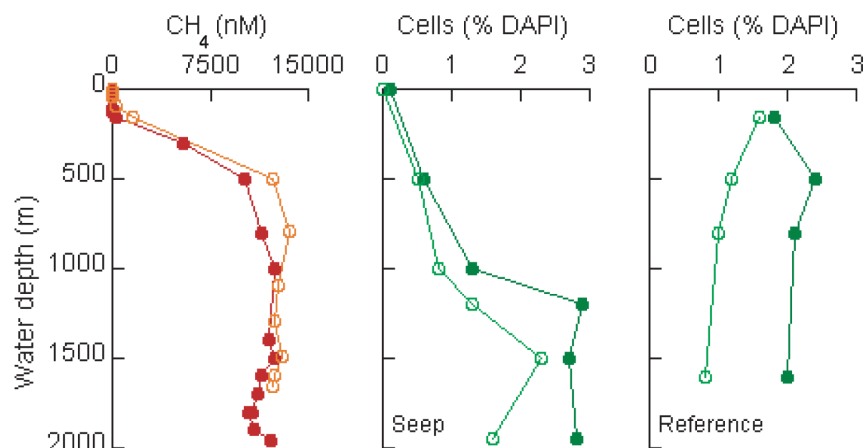 CH4 (nM)
0 7500 15000
Cells (% DAPI)
0 1 2 3
Cells (% DAPI)
0 1 2 3
Water depth (m)
0
500
1000
1500
2000
Seep
Reference